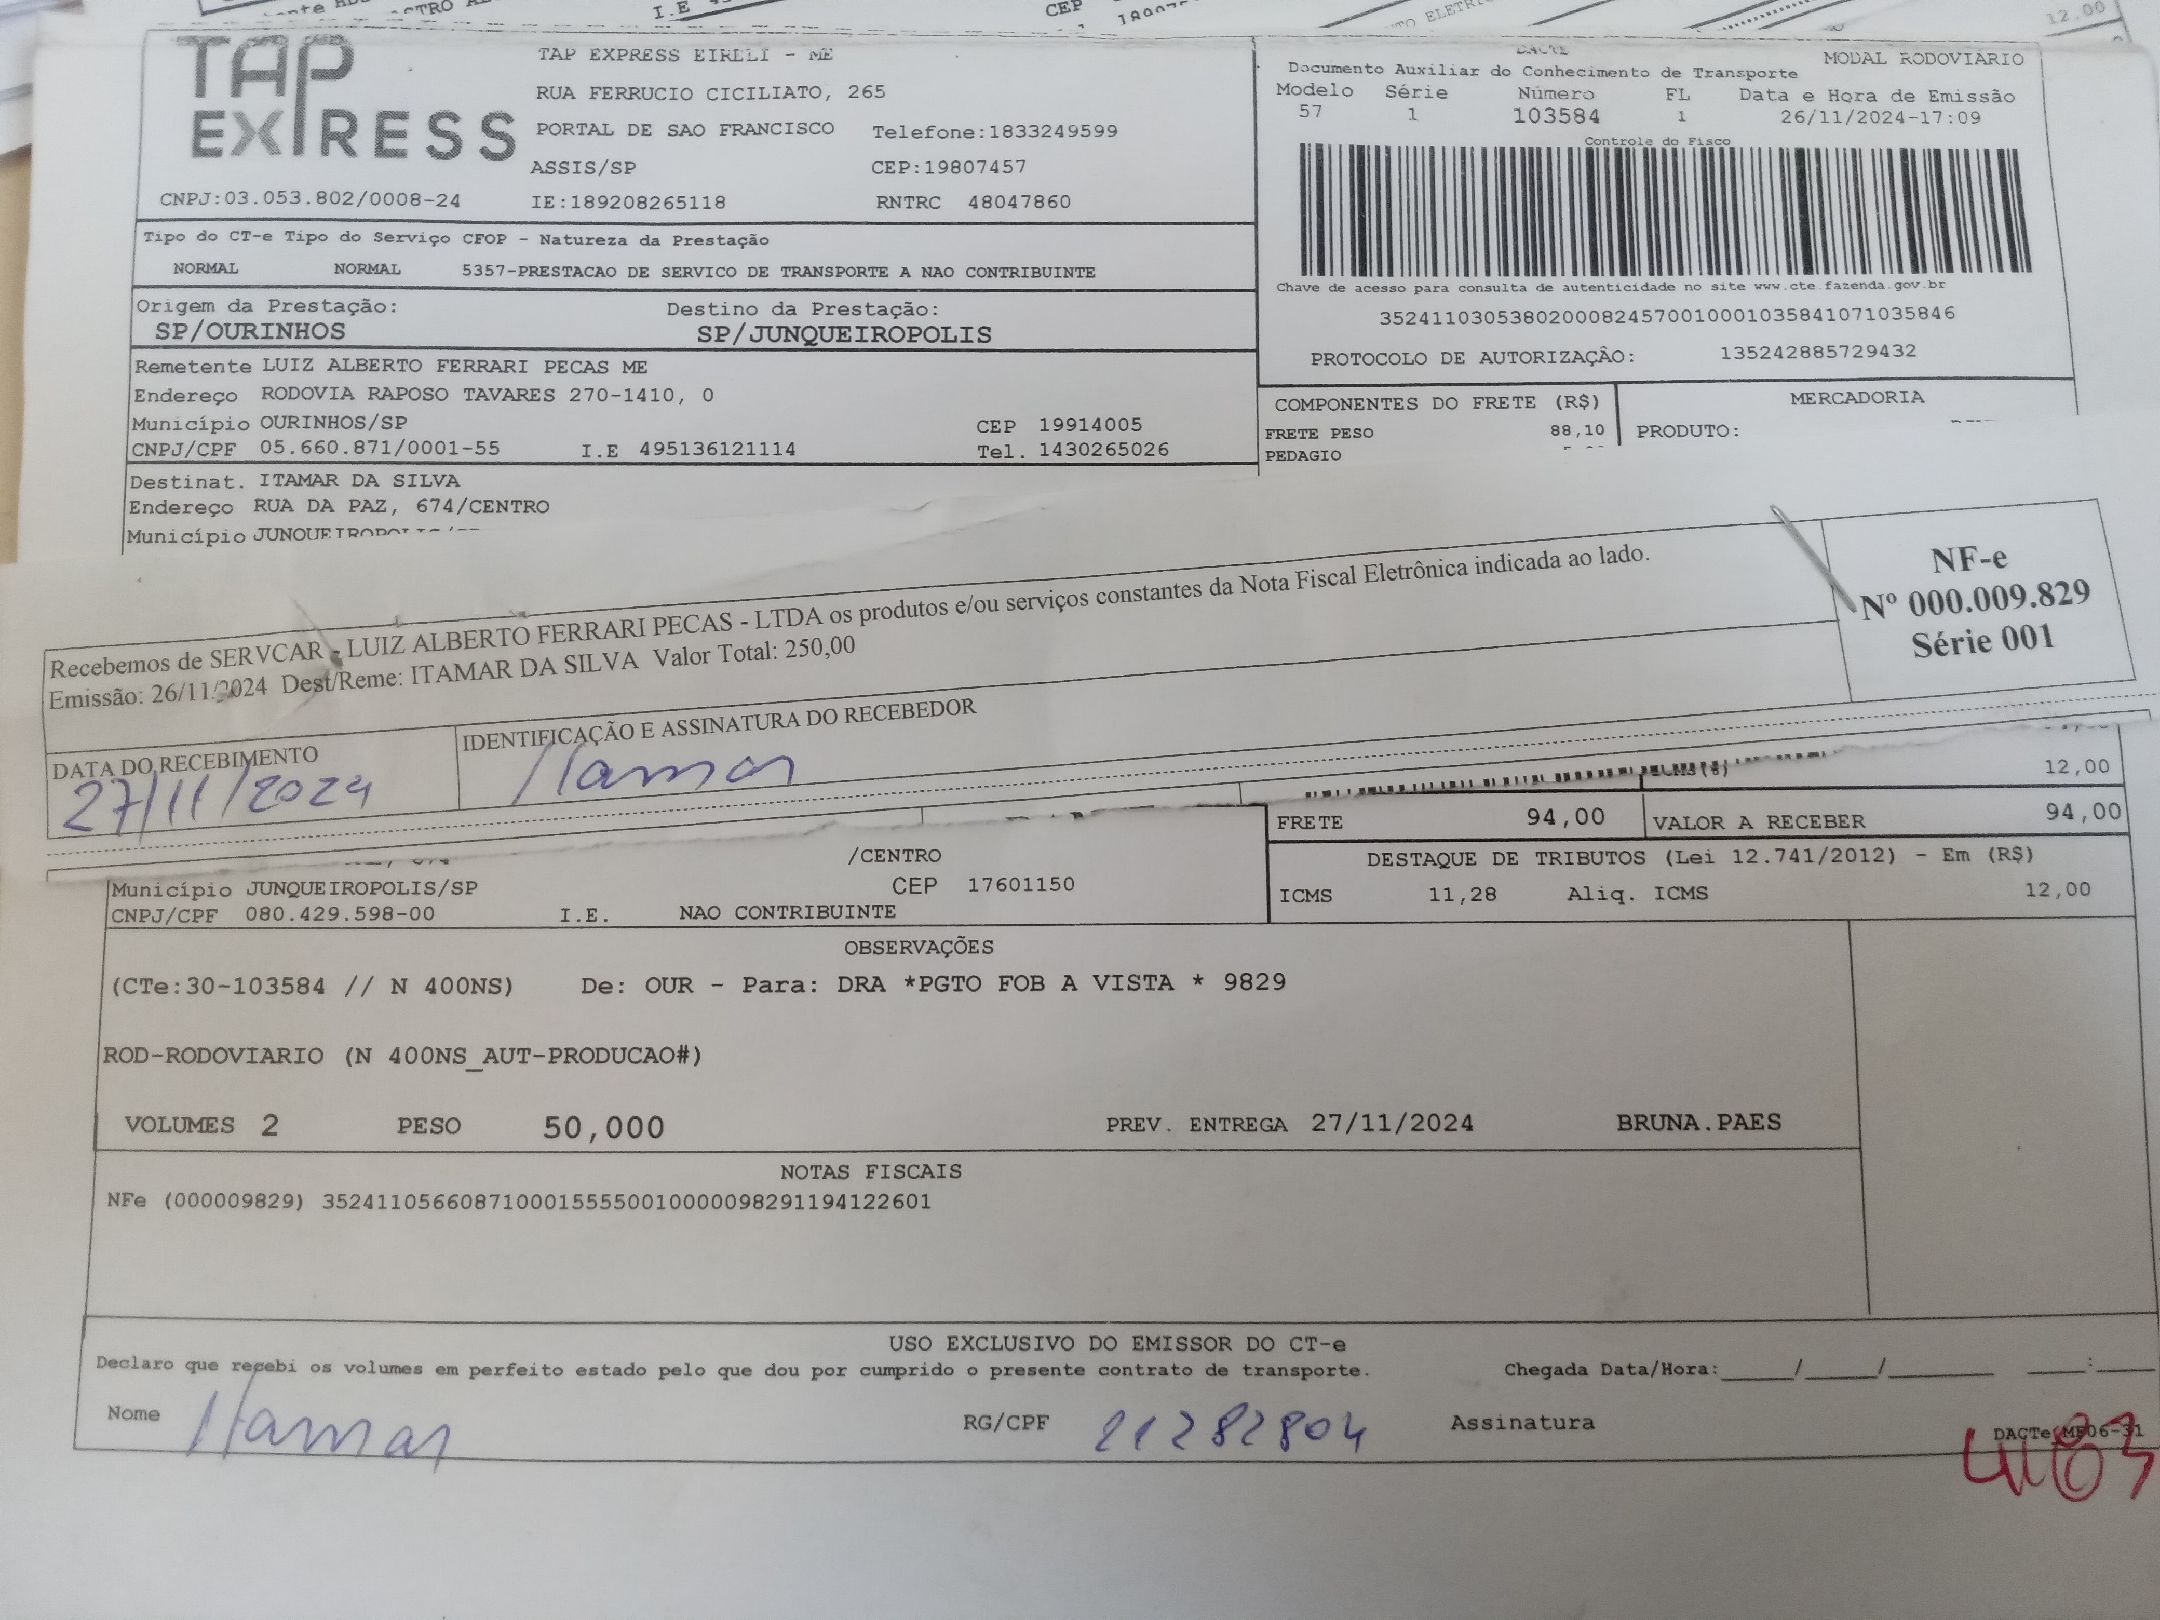 TAP EXPRESS
TAP EXPRESS EIRELI - ME
RUA FERRUCIO CICILIATO, 265
PORTAL DE SAO FRANCISCO Telefone:1833249599
ASSIS/SP CEP:19807457
CNPJ:03.053.802/0008-24 IE:189208265118 RNTRC 48047860
DACTE MODAL RODOVIARIO
Documento Auxiliar do Conhecimento de Transporte
Modelo Série Número FL Data e Hora de Emissão
57 1 103584 1 26/11/2024-17:09
Controle do Fisco
Chave de acesso para consulta de autenticidade no site www.cte.fazenda.gov.br
35241103053802000824570010001035841071035846
PROTOCOLO DE AUTORIZAÇÃO: 135242885729432
Tipo do CT-e Tipo do Serviço CFOP - Natureza da Prestação
NORMAL NORMAL 5357-PRESTACAO DE SERVICO DE TRANSPORTE A NAO CONTRIBUINTE
Origem da Prestação: Destino da Prestação:
SP/OURINHOS SP/JUNQUEIROPOLIS
Remetente LUIZ ALBERTO FERRARI PECAS ME
Endereço RODOVIA RAPOSO TAVARES 270-1410, 0
Município OURINHOS/SP CEP 19914005
CNPJ/CPF 05.660.871/0001-55 I.E 495136121114 Tel. 1430265026
COMPONENTES DO FRETE (R$) MERCADORIA
FRETE PESO 88,10 PRODUTO:
PEDAGIO
Destinat. ITAMAR DA SILVA
Endereço RUA DA PAZ, 674/CENTRO
Município
Recebemos de SERVCAR - LUIZ ALBERTO FERRARI PECAS - LTDA os produtos e/ou serviços constantes da Nota Fiscal Eletrônica indicada ao lado.
Emissão: 26/11/2024 Dest/Reme: ITAMAR DA SILVA Valor Total: 250,00
NF-e
Nº 000.009.829
Série 001
DATA DO RECEBIMENTO IDENTIFICAÇÃO E ASSINATURA DO RECEBEDOR
27/11/2024 Itamar
12,00
FRETE 94,00 VALOR A RECEBER 94,00
DESTAQUE DE TRIBUTOS (Lei 12.741/2012) - Em (R$)
ICMS 11,28 Aliq. ICMS 12,00
/CENTRO
Município JUNQUEIROPOLIS/SP CEP 17601150
CNPJ/CPF 080.429.598-00 I.E. NAO CONTRIBUINTE
OBSERVAÇÕES
(CTe:30-103584 // N 400NS) De: OUR - Para: DRA *PGTO FOB A VISTA * 9829
ROD-RODOVIARIO (N 400NS_AUT-PRODUCAO#)
VOLUMES 2 PESO 50,000 PREV. ENTREGA 27/11/2024 BRUNA.PAES
NOTAS FISCAIS
NFe (000009829) 35241105660871000155550010000098291194122601
USO EXCLUSIVO DO EMISSOR DO CT-e
Declaro que recebi os volumes em perfeito estado pelo que dou por cumprido o presente contrato de transporte. Chegada Data/Hora:_____/_____/_______ ____:____
Nome Itamar RG/CPF 21282804 Assinatura